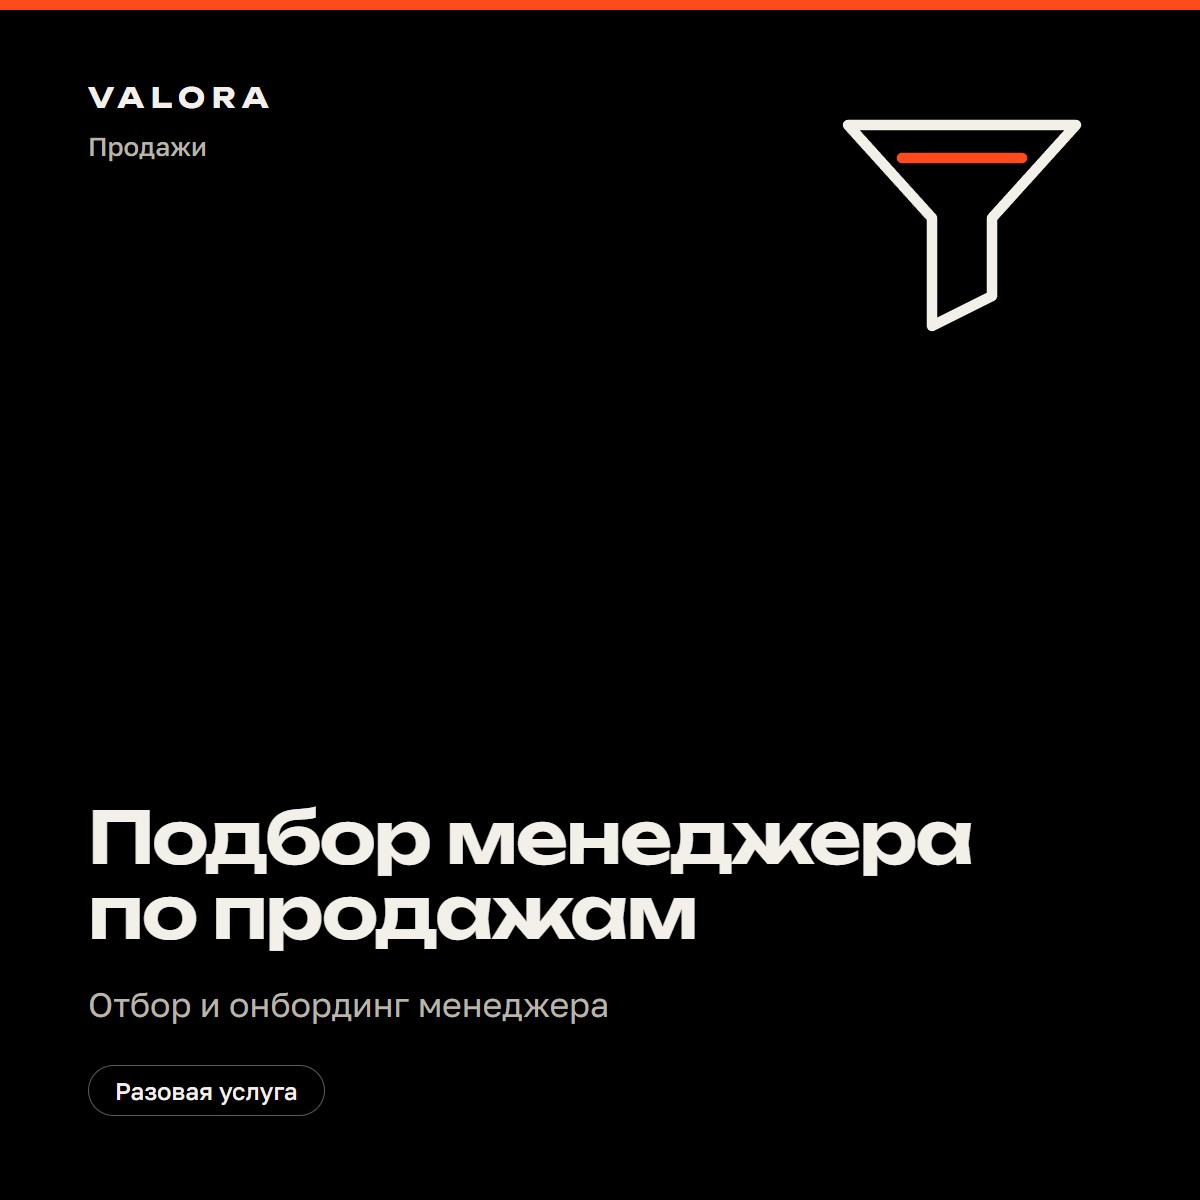 VALORA
Продажи
Подбор менеджера
по продажам
Отбор и онбординг менеджера
Разовая услуга